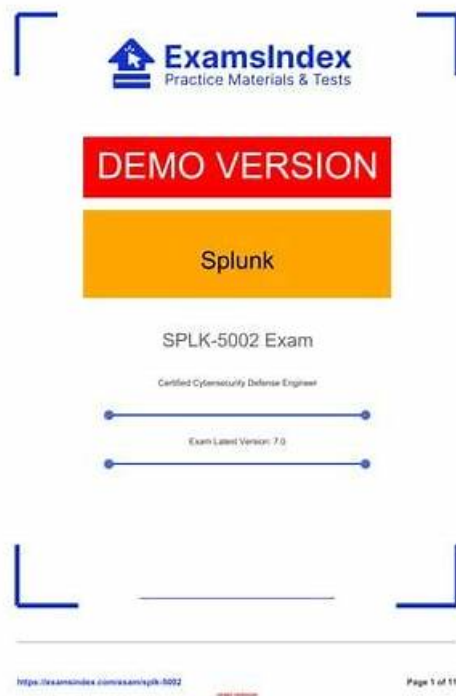 ExamsIndex
Practice Materials & Tests
DEMO VERSION
Splunk
SPLK-5002 Exam
Certified Cybersecurity Defense Engineer
Exam Latest Version: 7.0
https://examsindex.com/exam/splk-5002
Page 1 of 11